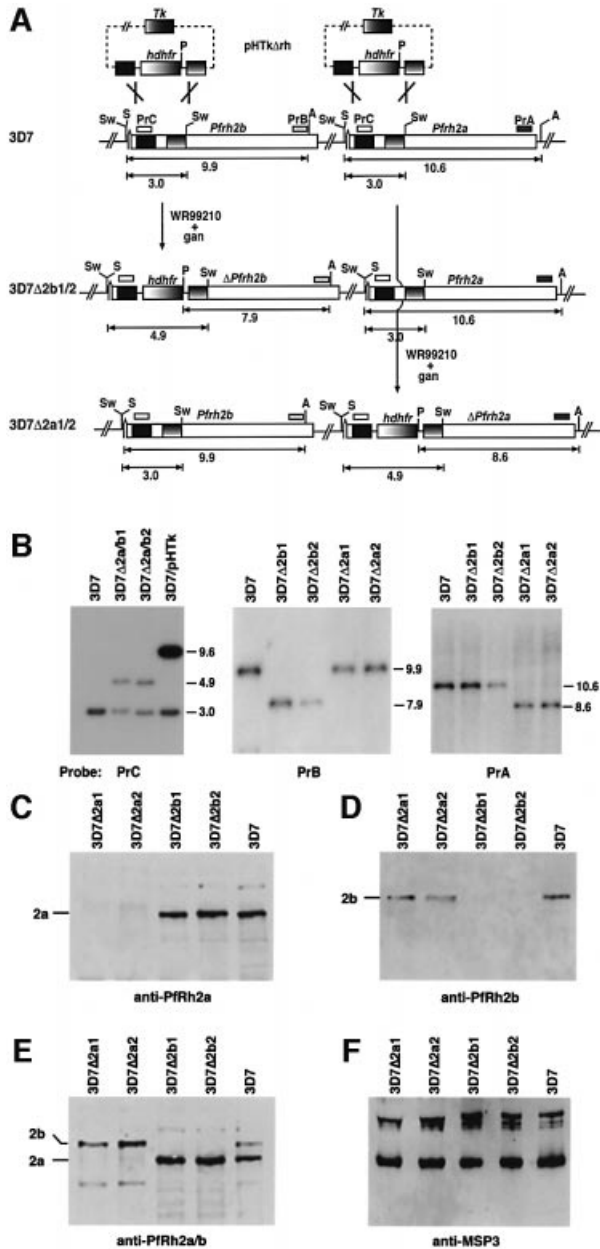 A
Tk
Tk
pHTkΔrh
hdhfr P
hdhfr P
Sw S PrC Sw Pfrh2b PrB A S PrC Sw Pfrh2a PrA A
3D7
9.9
10.6
3.0
3.0
WR99210
+
gan
Sw S hdhfr P Sw ΔPfrh2b A Sw S Sw Pfrh2a A
3D7Δ2b1/2
7.9
10.6
4.9
3.0
WR99210
+
gan
Sw S Sw Pfrh2b A Sw S hdhfr P Sw ΔPfrh2a A
3D7Δ2a1/2
9.9
8.6
3.0
4.9
B
3D7 3D7Δ2a/b1 3D7Δ2a/b2 3D7/pHTk
9.6
4.9
3.0
3D7 3D7Δ2b1 3D7Δ2b2 3D7Δ2a1 3D7Δ2a2
9.9
7.9
3D7 3D7Δ2b1 3D7Δ2b2 3D7Δ2a1 3D7Δ2a2
10.6
8.6
Probe: PrC PrB PrA
C
3D7Δ2a1 3D7Δ2a2 3D7Δ2b1 3D7Δ2b2 3D7
2a
anti-PfRh2a
D
3D7Δ2a1 3D7Δ2a2 3D7Δ2b1 3D7Δ2b2 3D7
2b
anti-PfRh2b
E
3D7Δ2a1 3D7Δ2a2 3D7Δ2b1 3D7Δ2b2 3D7
2b
2a
anti-PfRh2a/b
F
3D7Δ2a1 3D7Δ2a2 3D7Δ2b1 3D7Δ2b2 3D7
anti-MSP3